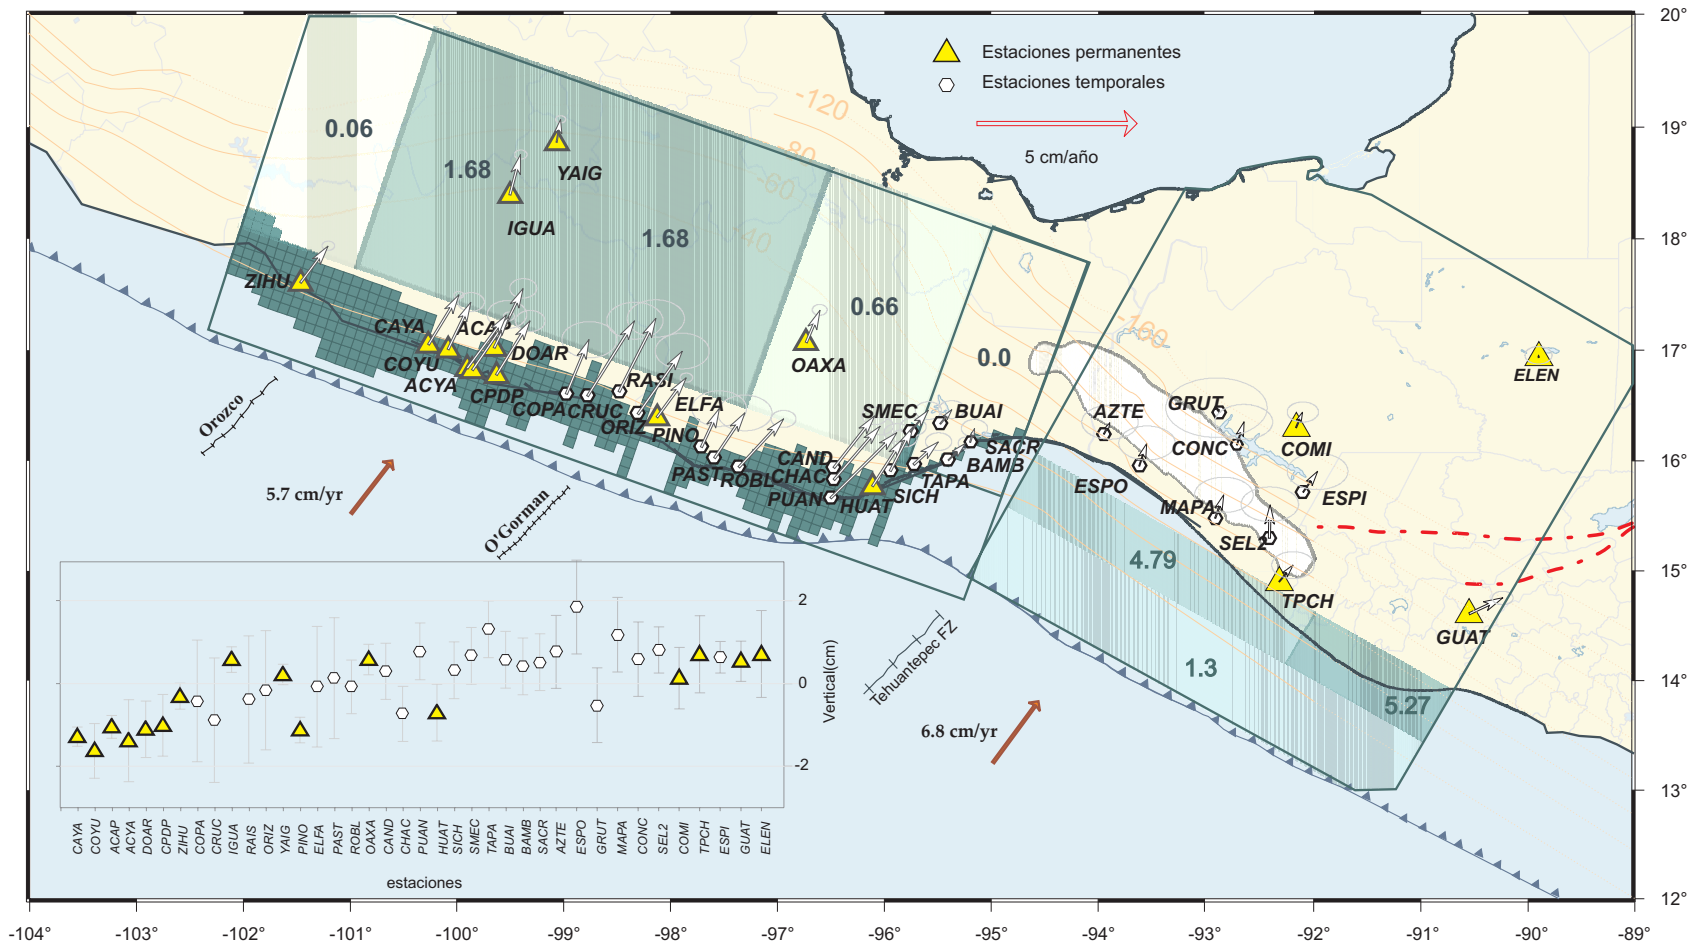 20°
19°
18°
17°
16°
15°
14°
13°
12°
Estaciones permanentes
Estaciones temporales
5 cm/año
-120
-80
-60
-40
-160
0.06
1.68
1.68
0.66
0.0
4.79
1.3
5.27
YAIG
IGUA
ZIHU
CAYA
ACAP
COYU
DOAR
ACYA
CPDP
COPA
CRUC
RASI
ORIZ
ELFA
PINO
PAST
ROBL
OAXA
SMEC
BUAI
CAND
CHAC
SACR
BAMB
TAPA
PUAN
HUAT
SICH
AZTE
GRUT
CONC
COMI
ESPO
ESPI
MAPA
SEL2
TPCH
GUAT
ELEN
Orozco
5.7 cm/yr
O'Gorman
Tehuantepec FZ
6.8 cm/yr
2
0
-2
Vertical(cm)
CAYA
COYU
ACAP
ACYA
DOAR
CPDP
ZIHU
COPA
CRUC
IGUA
RAIS
ORIZ
YAIG
PINO
ELFA
PAST
ROBL
OAXA
CAND
CHAC
PUAN
HUAT
SICH
SMEC
TAPA
BUAI
BAMB
SACR
AZTE
ESPO
GRUT
MAPA
CONC
SEL2
COMI
TPCH
ESPI
GUAT
ELEN
estaciones
-104° -103° -102° -101° -100° -99° -98° -97° -96° -95° -94° -93° -92° -91° -90° -89°